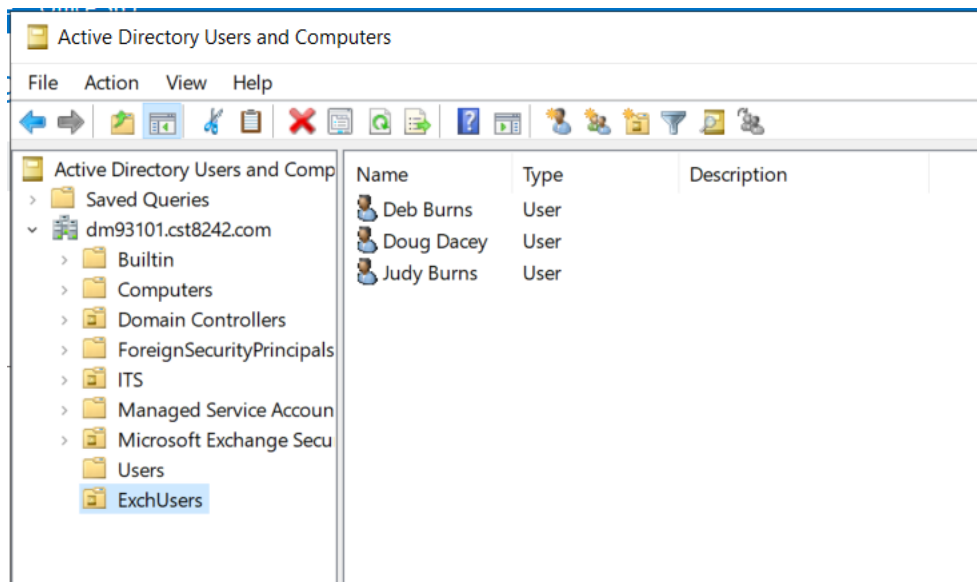 Active Directory Users and Computers
File Action View Help
Active Directory Users and Comp
Saved Queries
dm93101.cst8242.com
Builtin
Computers
Domain Controllers
ForeignSecurityPrincipals
ITS
Managed Service Accoun
Microsoft Exchange Secu
Users
ExchUsers
Name Type Description
Deb Burns User
Doug Dacey User
Judy Burns User